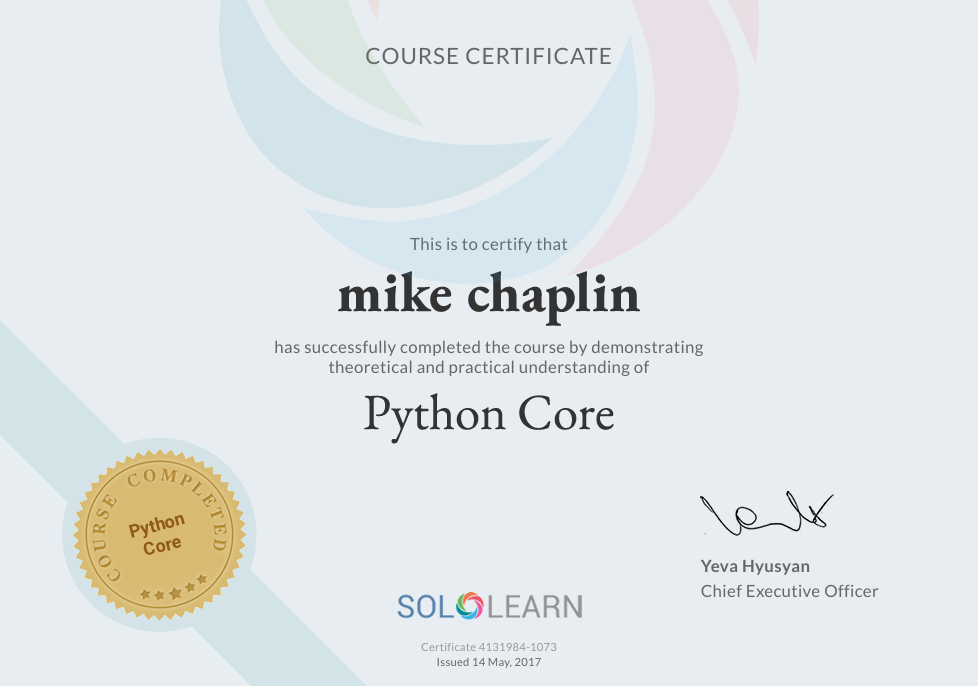 COURSE CERTIFICATE
This is to certify that
mike chaplin
has successfully completed the course by demonstrating
theoretical and practical understanding of
Python Core
COURSE COMPLETED
Python
Core
Yeva Hyusyan
Chief Executive Officer
SOLOLEARN
Certificate 4131984-1073
Issued 14 May, 2017